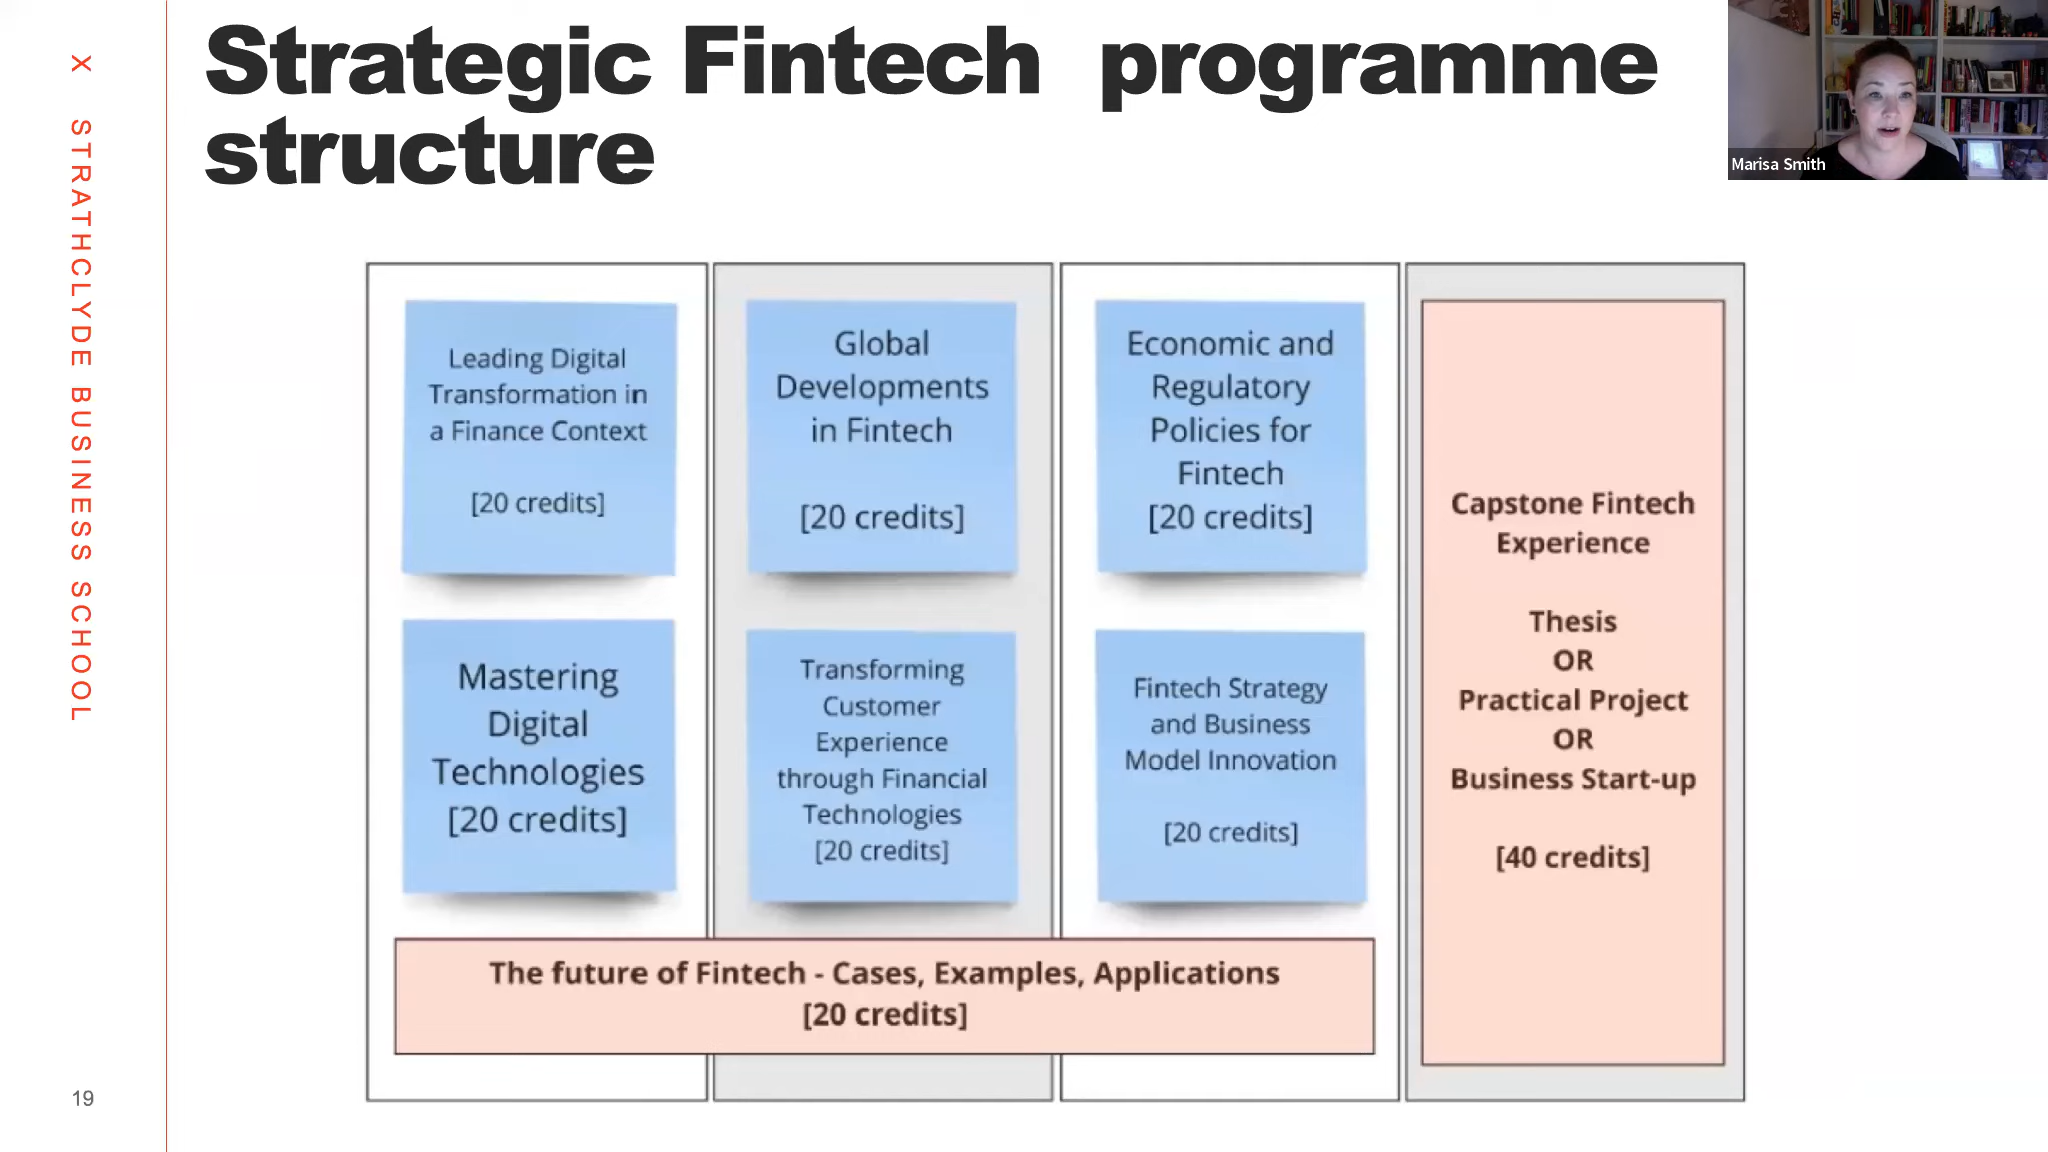 Strategic Fintech programme
structure
Marisa Smith
X STRATHCLYDE BUSINESS SCHOOL
Leading Digital
Transformation in
a Finance Context
[20 credits]
Mastering
Digital
Technologies
[20 credits]
Global
Developments
in Fintech
[20 credits]
Transforming
Customer
Experience
through Financial
Technologies
[20 credits]
Economic and
Regulatory
Policies for
Fintech
[20 credits]
Fintech Strategy
and Business
Model Innovation
[20 credits]
The future of Fintech - Cases, Examples, Applications
[20 credits]
Capstone Fintech
Experience
Thesis
OR
Practical Project
OR
Business Start-up
[40 credits]
19